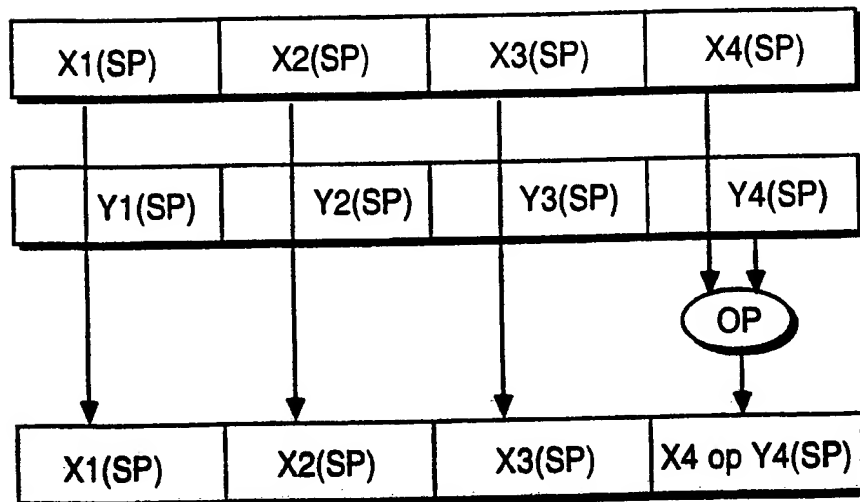 X1(SP) X2(SP) X3(SP) X4(SP)
Y1(SP) Y2(SP) Y3(SP) Y4(SP)
OP
X1(SP) X2(SP) X3(SP) X4 op Y4(SP)